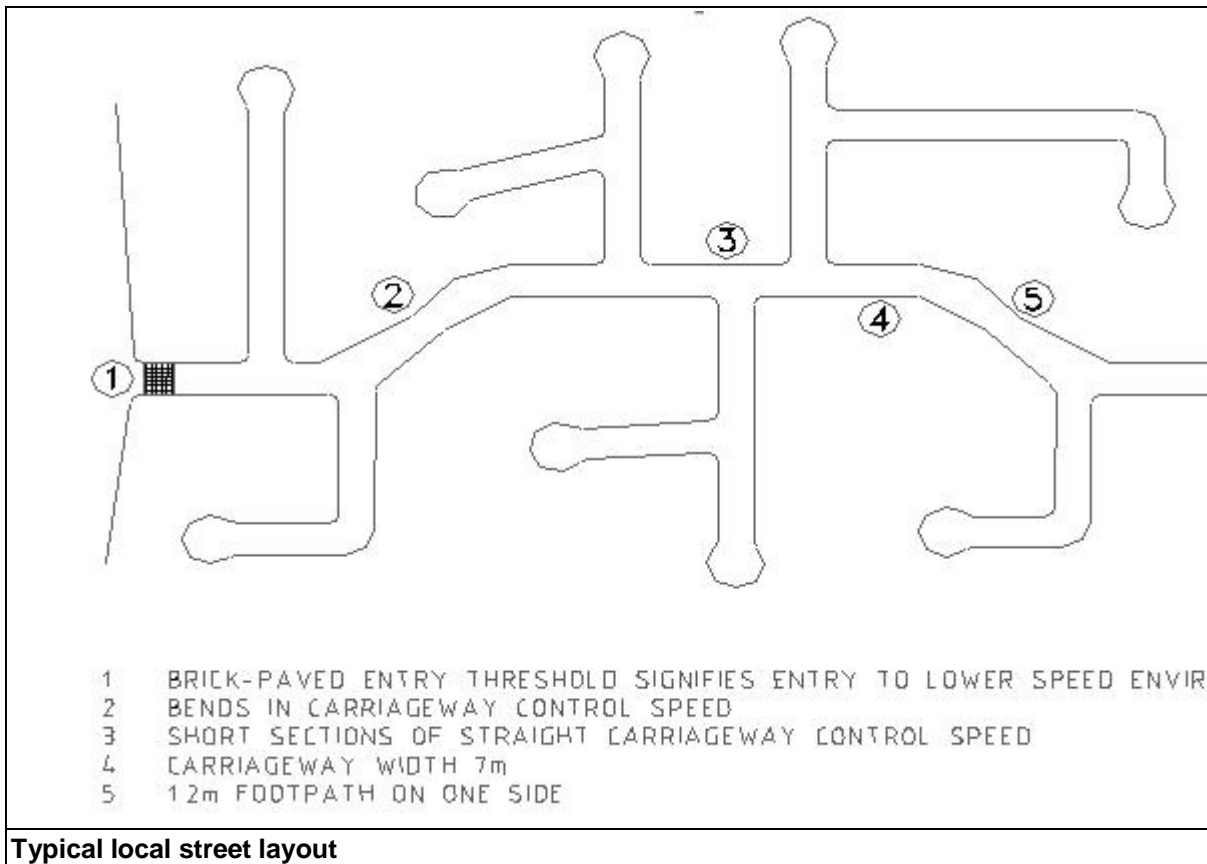 3
2
5
4
1
1 BRICK-PAVED ENTRY THRESHOLD SIGNIFIES ENTRY TO LOWER SPEED ENVIR
2 BENDS IN CARRIAGEWAY CONTROL SPEED
3 SHORT SECTIONS OF STRAIGHT CARRIAGEWAY CONTROL SPEED
4 CARRIAGEWAY WIDTH 7m
5 12m FOOTPATH ON ONE SIDE
Typical local street layout